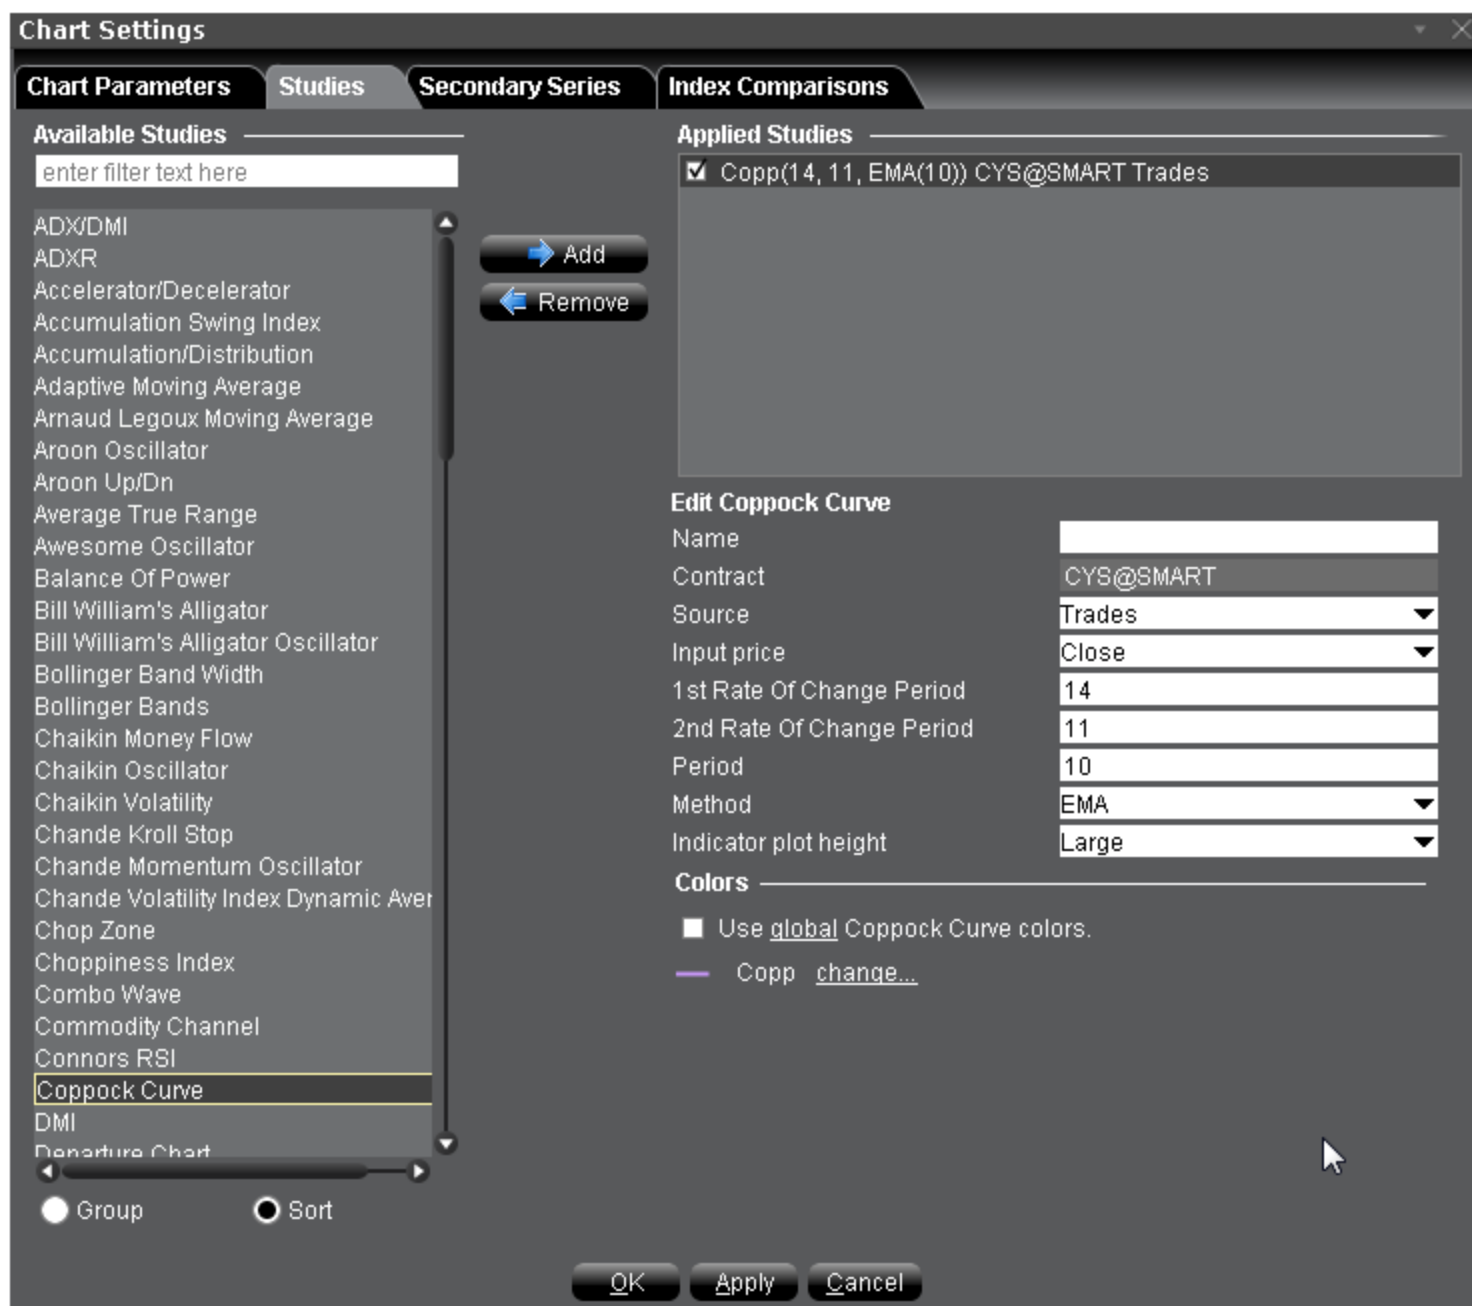 Chart Settings
Chart Parameters
Studies
Secondary Series
Index Comparisons
Available Studies
enter filter text here
ADX/DMI
ADXR
Accelerator/Decelerator
Accumulation Swing Index
Accumulation/Distribution
Adaptive Moving Average
Arnaud Legoux Moving Average
Aroon Oscillator
Aroon Up/Dn
Average True Range
Awesome Oscillator
Balance Of Power
Bill William's Alligator
Bill William's Alligator Oscillator
Bollinger Band Width
Bollinger Bands
Chaikin Money Flow
Chaikin Oscillator
Chaikin Volatility
Chande Kroll Stop
Chande Momentum Oscillator
Chande Volatility Index Dynamic Aver
Chop Zone
Choppiness Index
Combo Wave
Commodity Channel
Connors RSI
Coppock Curve
DMI
Departure Chart
Group
Sort
Add
Remove
Applied Studies
Copp(14, 11, EMA(10)) CYS@SMART Trades
Edit Coppock Curve
Name
Contract CYS@SMART
Source Trades
Input price Close
1st Rate Of Change Period 14
2nd Rate Of Change Period 11
Period 10
Method EMA
Indicator plot height Large
Colors
Use global Coppock Curve colors.
Copp change...
OK
Apply
Cancel